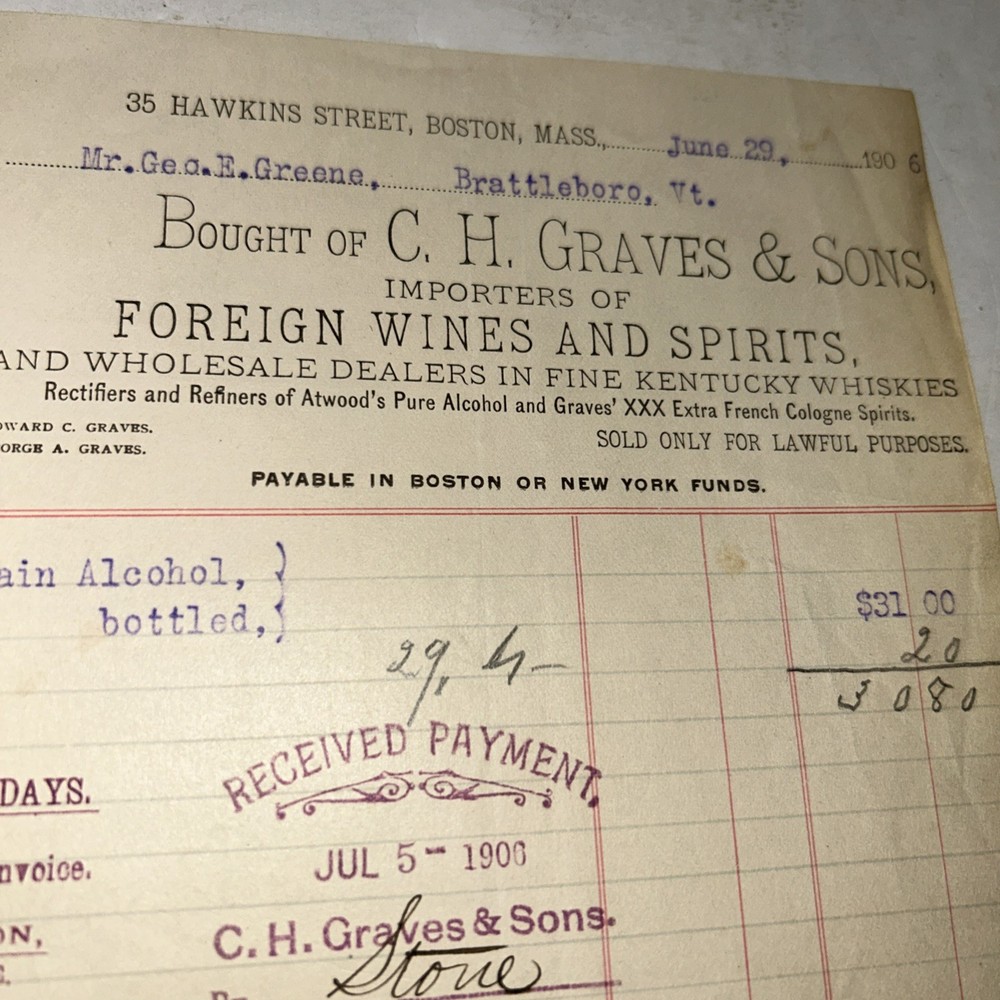 35 HAWKINS STREET, BOSTON, MASS., June 29, 1906
Mr. Geo. E. Greene, Brattleboro, Vt.
BOUGHT OF C. H. GRAVES & SONS,
IMPORTERS OF
FOREIGN WINES AND SPIRITS,
AND WHOLESALE DEALERS IN FINE KENTUCKY WHISKIES
Rectifiers and Refiners of Atwood's Pure Alcohol and Graves' XXX Extra French Cologne Spirits.
WARD C. GRAVES.
ORGE A. GRAVES.
SOLD ONLY FOR LAWFUL PURPOSES.
PAYABLE IN BOSTON OR NEW YORK FUNDS.
ain Alcohol,
bottled,
$31 00
20
30 80
RECEIVED PAYMENT.
DAYS.
JUL 5 - 1906
nvoice.
C. H. Graves & Sons.
ON,
Stone